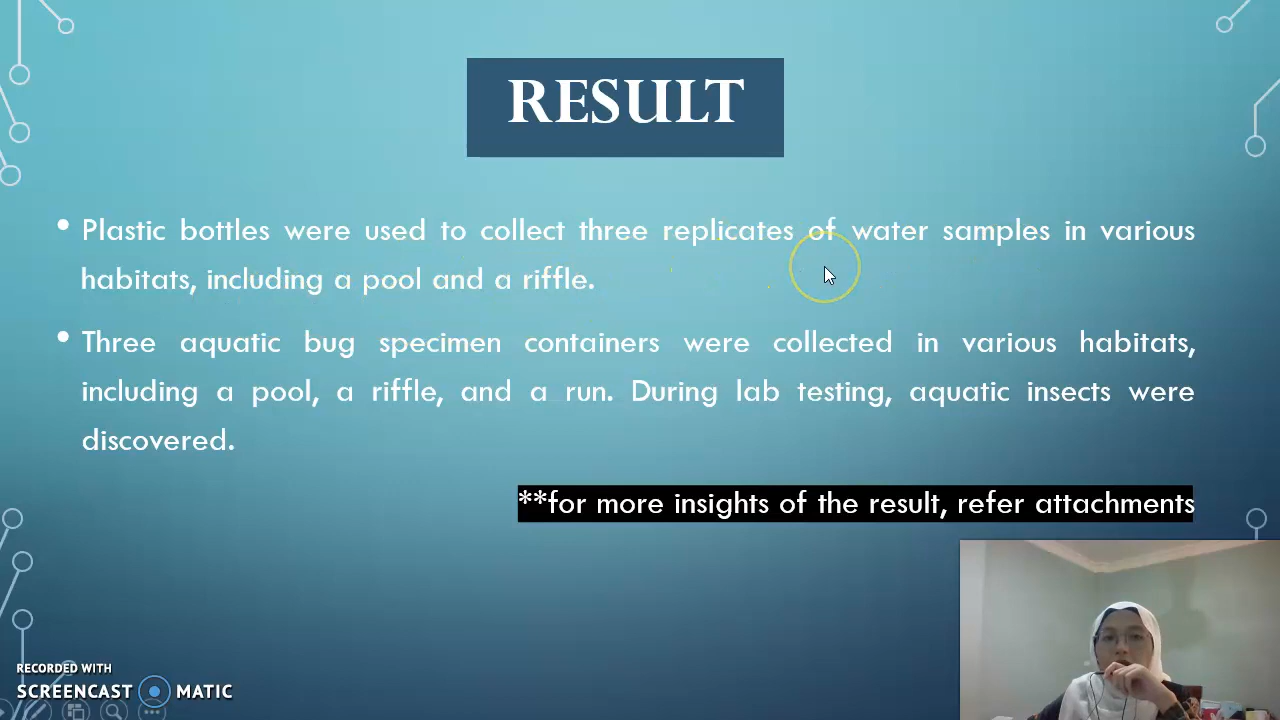 RESULT
• Plastic bottles were used to collect three replicates of water samples in various
habitats, including a pool and a riffle.
• Three aquatic bug specimen containers were collected in various habitats,
including a pool, a riffle, and a run. During lab testing, aquatic insects were
discovered.
**for more insights of the result, refer attachments
RECORDED WITH
SCREENCAST MATIC